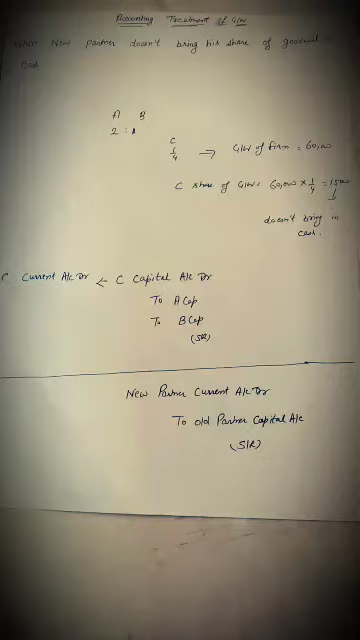 Accounting Treatment of G/W
When New partner doesn't bring his share of goodwill in
cash
A B
2 : 1
C
1/4 → G/W of firm = 60,000
C share of G/W = 60,000 × 1/4 = 15000
↓
doesn't bring in
cash.
C Current A/c Dr ← C Capital A/c Dr
To A Cap
To B Cap
(S/R)
New Partner Current A/c Dr
To old Partner Capital A/c
(S/R)